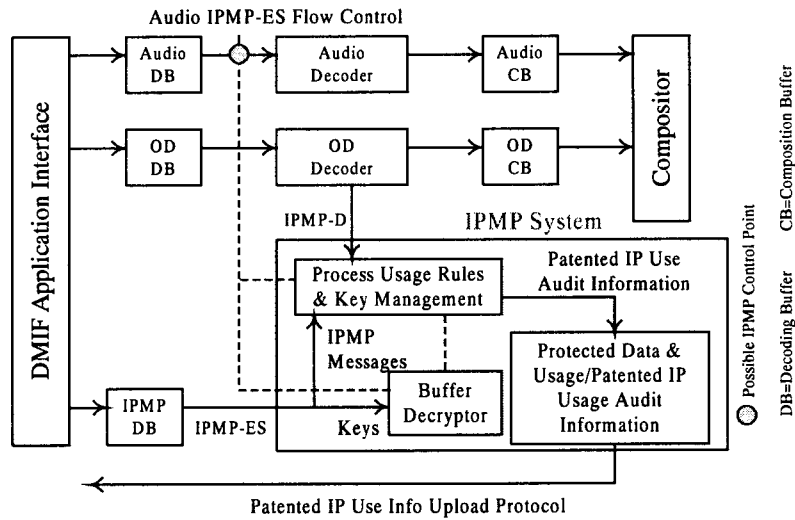 Audio IPMP-ES Flow Control
DMIF Application Interface
Audio
DB
Audio
Decoder
Audio
CB
Compositor
OD
DB
OD
Decoder
OD
CB
IPMP-D
IPMP System
Process Usage Rules
& Key Management
Patented IP Use
Audit Information
IPMP
Messages
Protected Data &
Usage/Patented IP
Usage Audit
Information
Buffer
Decryptor
IPMP
DB
IPMP-ES
Keys
Patented IP Use Info Upload Protocol
Possible IPMP Control Point
DB=Decoding Buffer
CB=Composition Buffer